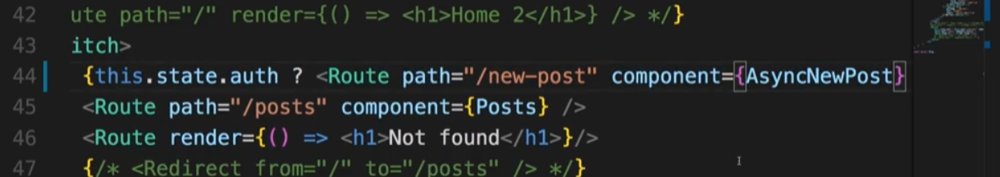 42 ute path="/" render={() => <h1>Home 2</h1>} /> */}
43 itch>
44 {this.state.auth ? <Route path="/new-post" component={AsyncNewPost}
45 <Route path="/posts" component={Posts} />
46 <Route render={() => <h1>Not found</h1>}/>
47 {/* <Redirect from="/" to="/posts" /> */}